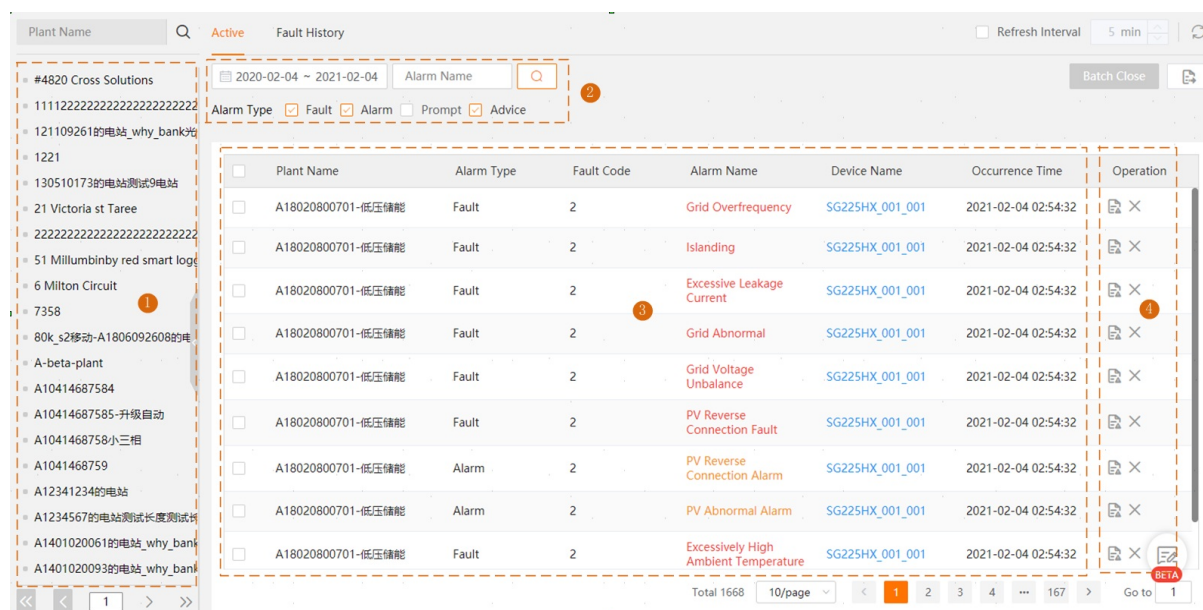 Plant Name
Active
Fault History
Refresh Interval
5 min
#4820 Cross Solutions
121109261的电站_why_bank光
1221
130510173的电站测试9电站
21 Victoria st Taree
51 Millumbinby red smart logg
6 Milton Circuit
1
7358
80k_s2移动-A1806092608的电
A-beta-plant
A10414687584
A10414687585-升级自动
A1041468758小三相
A1041468759
A12341234的电站
A1234567的电站测试长度测试长
A1401020061的电站_why_bank
A1401020093的电站_why_bank
1
2020-02-04 ~ 2021-02-04
Alarm Name
2
Batch Close
Alarm Type Fault Alarm Prompt Advice
Plant Name Alarm Type Fault Code Alarm Name Device Name Occurrence Time Operation
A18020800701-低压储能 Fault 2 Grid Overfrequency SG225HX_001_001 2021-02-04 02:54:32
A18020800701-低压储能 Fault 2 Islanding SG225HX_001_001 2021-02-04 02:54:32
A18020800701-低压储能 Fault 2 Excessive Leakage Current SG225HX_001_001 2021-02-04 02:54:32
3
4
A18020800701-低压储能 Fault 2 Grid Abnormal SG225HX_001_001 2021-02-04 02:54:32
A18020800701-低压储能 Fault 2 Grid Voltage Unbalance SG225HX_001_001 2021-02-04 02:54:32
A18020800701-低压储能 Fault 2 PV Reverse Connection Fault SG225HX_001_001 2021-02-04 02:54:32
A18020800701-低压储能 Alarm 2 PV Reverse Connection Alarm SG225HX_001_001 2021-02-04 02:54:32
A18020800701-低压储能 Alarm 2 PV Abnormal Alarm SG225HX_001_001 2021-02-04 02:54:32
A18020800701-低压储能 Fault 2 Excessively High Ambient Temperature SG225HX_001_001 2021-02-04 02:54:32
BETA
Total 1668 10/page 1 2 3 4 ··· 167 Go to 1